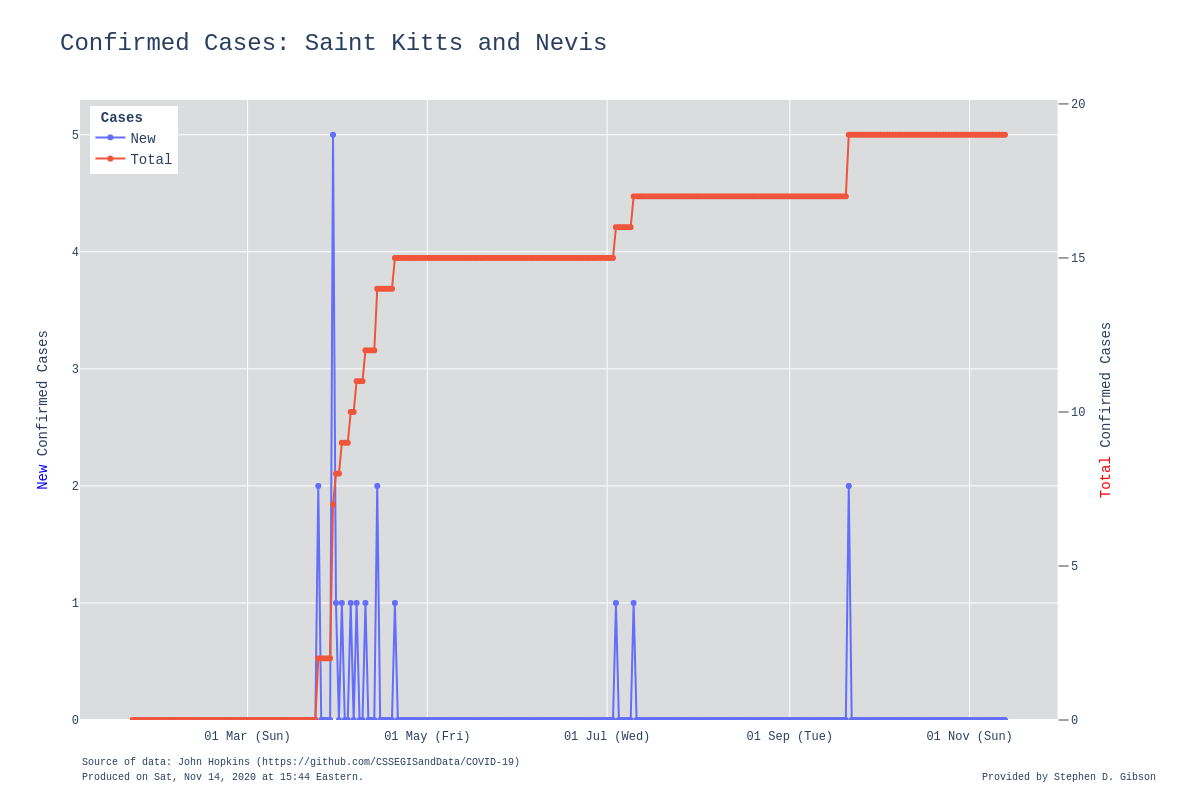 Confirmed Cases: Saint Kitts and Nevis
Cases
New
Total
5
4
3
2
1
0
New Confirmed Cases
20
15
10
5
0
Total Confirmed Cases
01 Mar (Sun)
01 May (Fri)
01 Jul (Wed)
01 Sep (Tue)
01 Nov (Sun)
Source of data: John Hopkins (https://github.com/CSSEGISandData/COVID-19)
Produced on Sat, Nov 14, 2020 at 15:44 Eastern.
Provided by Stephen D. Gibson